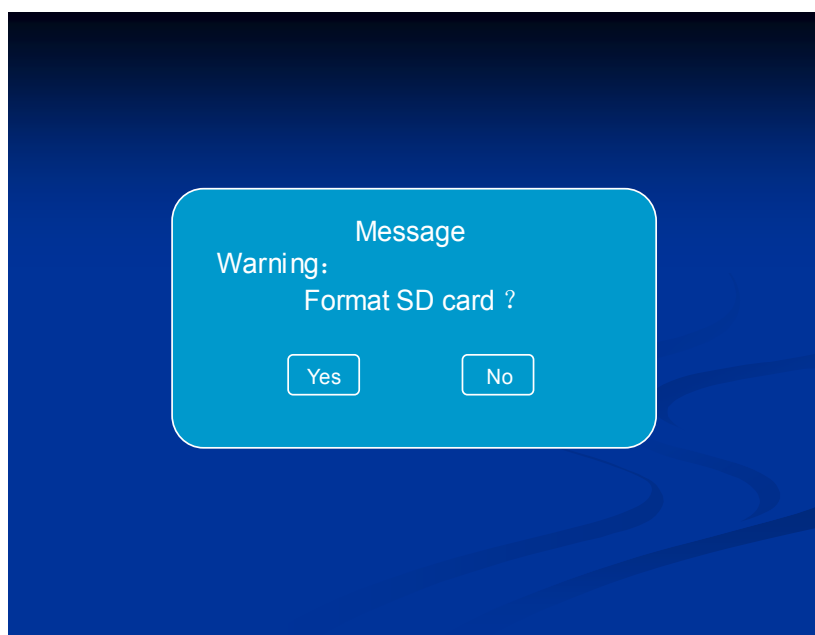 Message
Warning：
Format SD card ？
Yes No